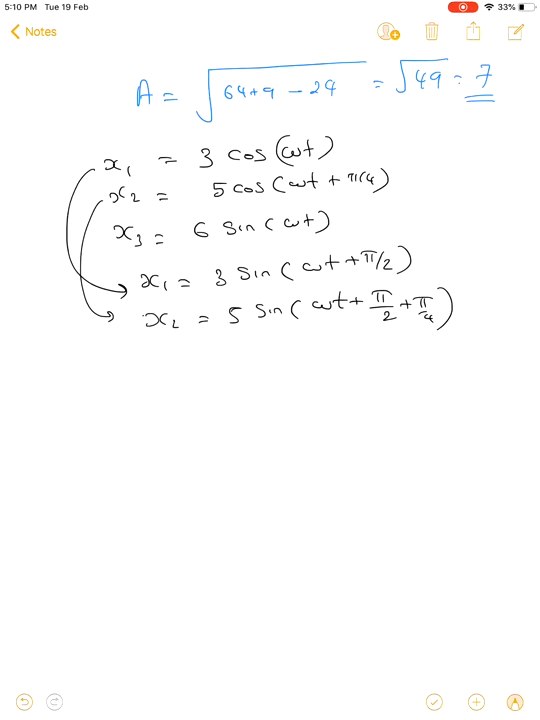 5:10 PM Tue 19 Feb 33%
Notes
A = √64+9 − 24 = √49 = 7
x₁ = 3 cos(ωt)
x₂ = 5 cos(ωt + π/4)
x₃ = 6 sin(ωt)
x₁ = 3 sin(ωt + π/2)
x₂ = 5 sin(ωt + π/2 + π/4)